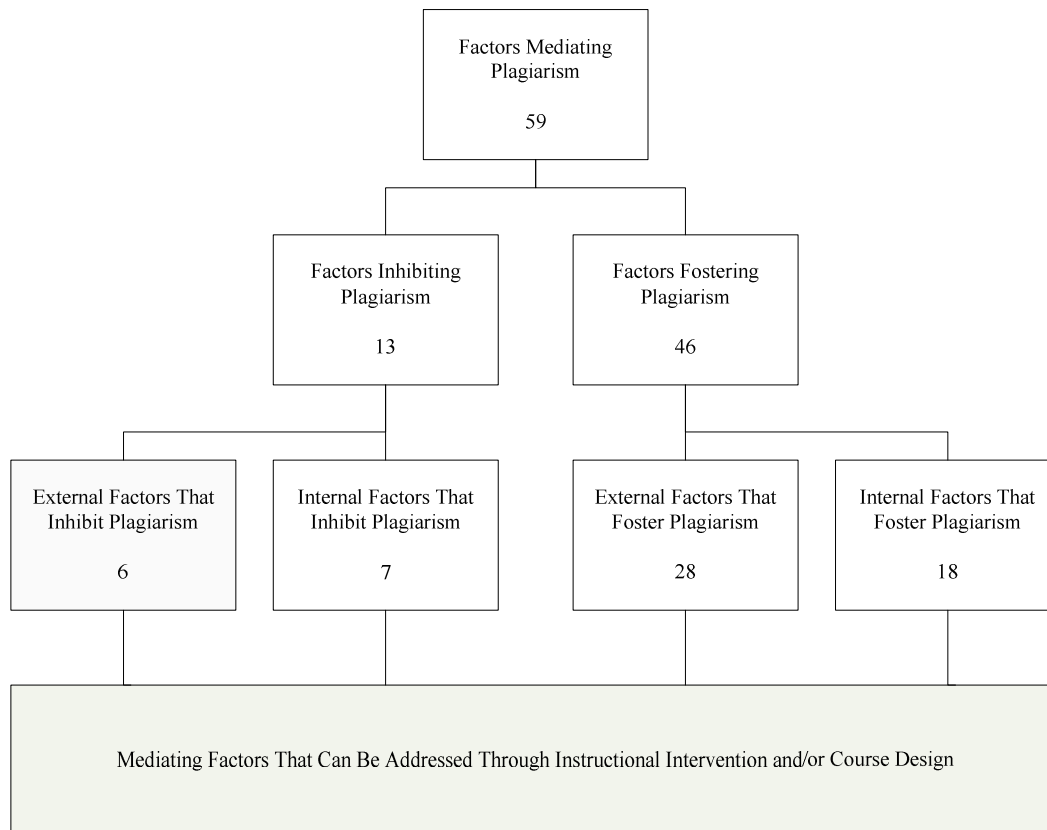 Factors Mediating
Plagiarism
59
Factors Inhibiting
Plagiarism
13
Factors Fostering
Plagiarism
46
External Factors That
Inhibit Plagiarism
6
Internal Factors That
Inhibit Plagiarism
7
External Factors That
Foster Plagiarism
28
Internal Factors That
Foster Plagiarism
18
Mediating Factors That Can Be Addressed Through Instructional Intervention and/or Course Design